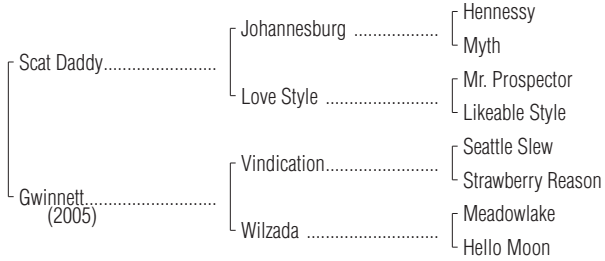 Hennessy
Johannesburg ..................
Myth
Scat Daddy........................
Mr. Prospector
Love Style ........................
Likeable Style
Seattle Slew
Vindication........................
Strawberry Reason
Gwinnett............................
(2005)
Meadowlake
Wilzada ............................
Hello Moon